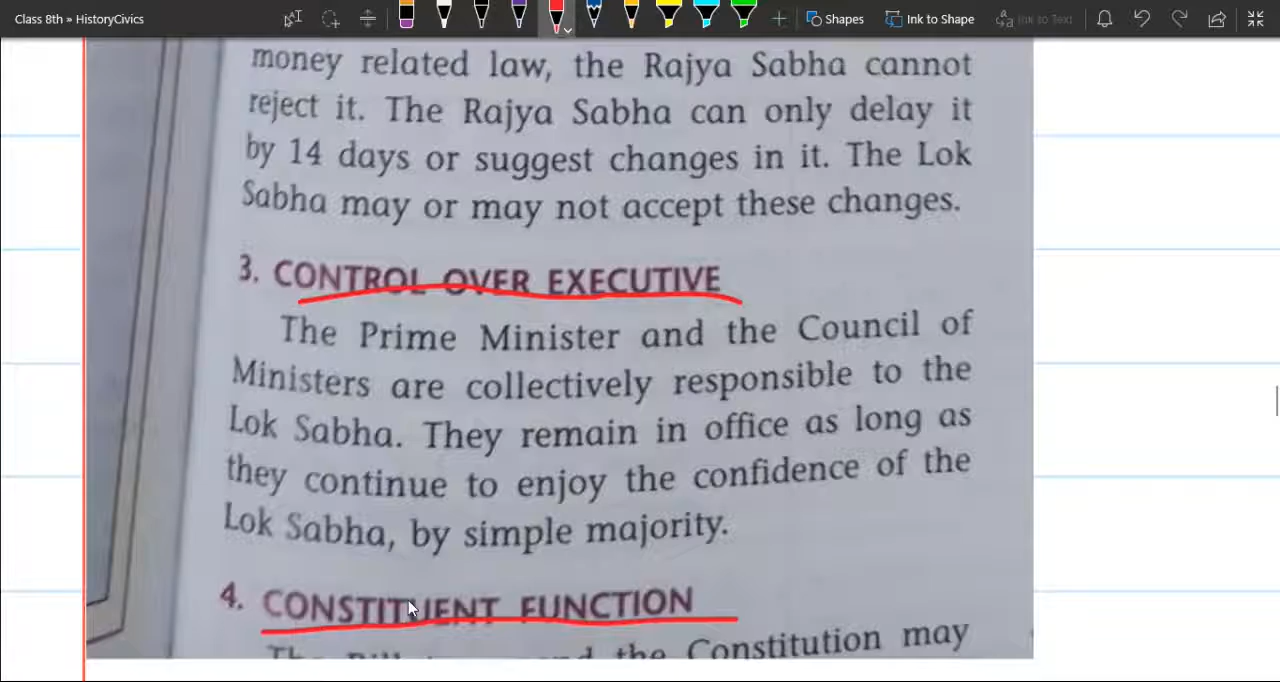 Class 8th » HistoryCivics
Shapes
Ink to Shape
Ink to Text
money related law, the Rajya Sabha cannot
reject it. The Rajya Sabha can only delay it
by 14 days or suggest changes in it. The Lok
Sabha may or may not accept these changes.
3. CONTROL OVER EXECUTIVE
The Prime Minister and the Council of
Ministers are collectively responsible to the
Lok Sabha. They remain in office as long as
they continue to enjoy the confidence of the
Lok Sabha, by simple majority.
4. CONSTITUENT FUNCTION
the Constitution may